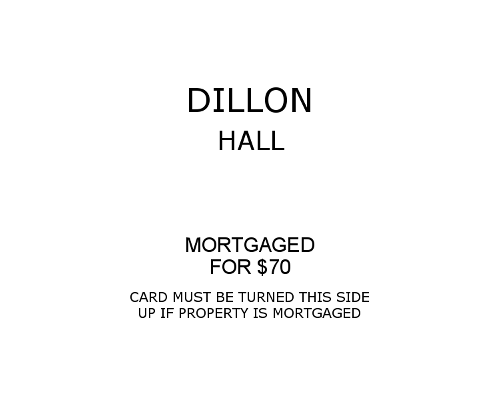 DILLON
HALL
MORTGAGED
FOR $70
CARD MUST BE TURNED THIS SIDE
UP IF PROPERTY IS MORTGAGED